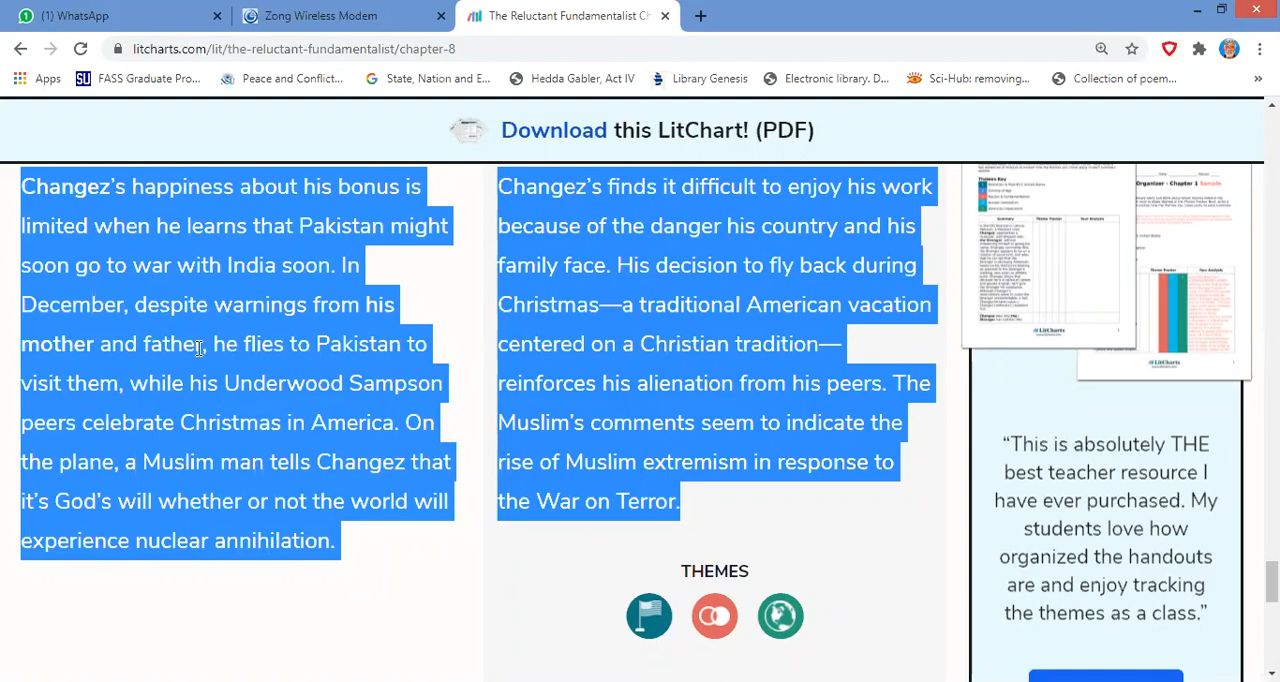 (1) WhatsApp
Zong Wireless Modem
The Reluctant Fundamentalist Ch
litcharts.com/lit/the-reluctant-fundamentalist/chapter-8
Apps
SU FASS Graduate Pro...
Peace and Conflict...
State, Nation and E...
Hedda Gabler, Act IV
Library Genesis
Electronic library. D...
Sci-Hub: removing...
Collection of poem...
»
Download this LitChart! (PDF)
Changez’s happiness about his bonus is
limited when he learns that Pakistan might
soon go to war with India soon. In
December, despite warnings from his
mother and father, he flies to Pakistan to
visit them, while his Underwood Sampson
peers celebrate Christmas in America. On
the plane, a Muslim man tells Changez that
it’s God’s will whether or not the world will
experience nuclear annihilation.
Changez’s finds it difficult to enjoy his work
because of the danger his country and his
family face. His decision to fly back during
Christmas—a traditional American vacation
centered on a Christian tradition—
reinforces his alienation from his peers. The
Muslim’s comments seem to indicate the
rise of Muslim extremism in response to
the War on Terror.
THEMES
Organizer - Chapter 1 Sample
LitCharts
LitCharts
“This is absolutely THE
best teacher resource I
have ever purchased. My
students love how
organized the handouts
are and enjoy tracking
the themes as a class.”